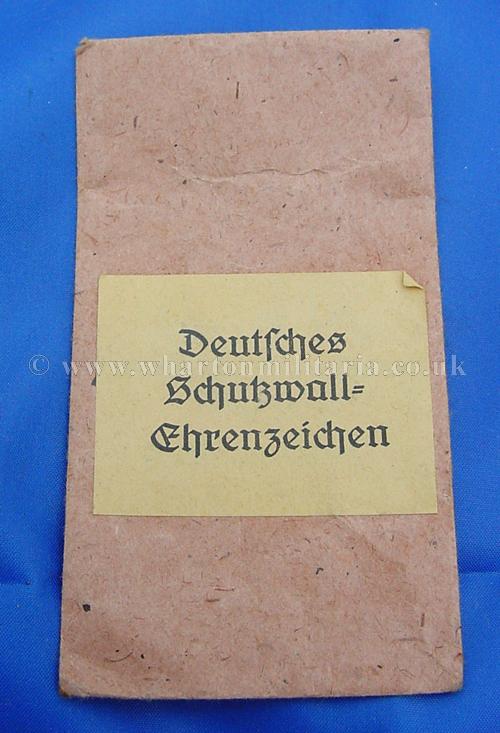 Deutſches
© www.whartonmilitaria.co.uk
Schutzwall=
Ehrenzeichen